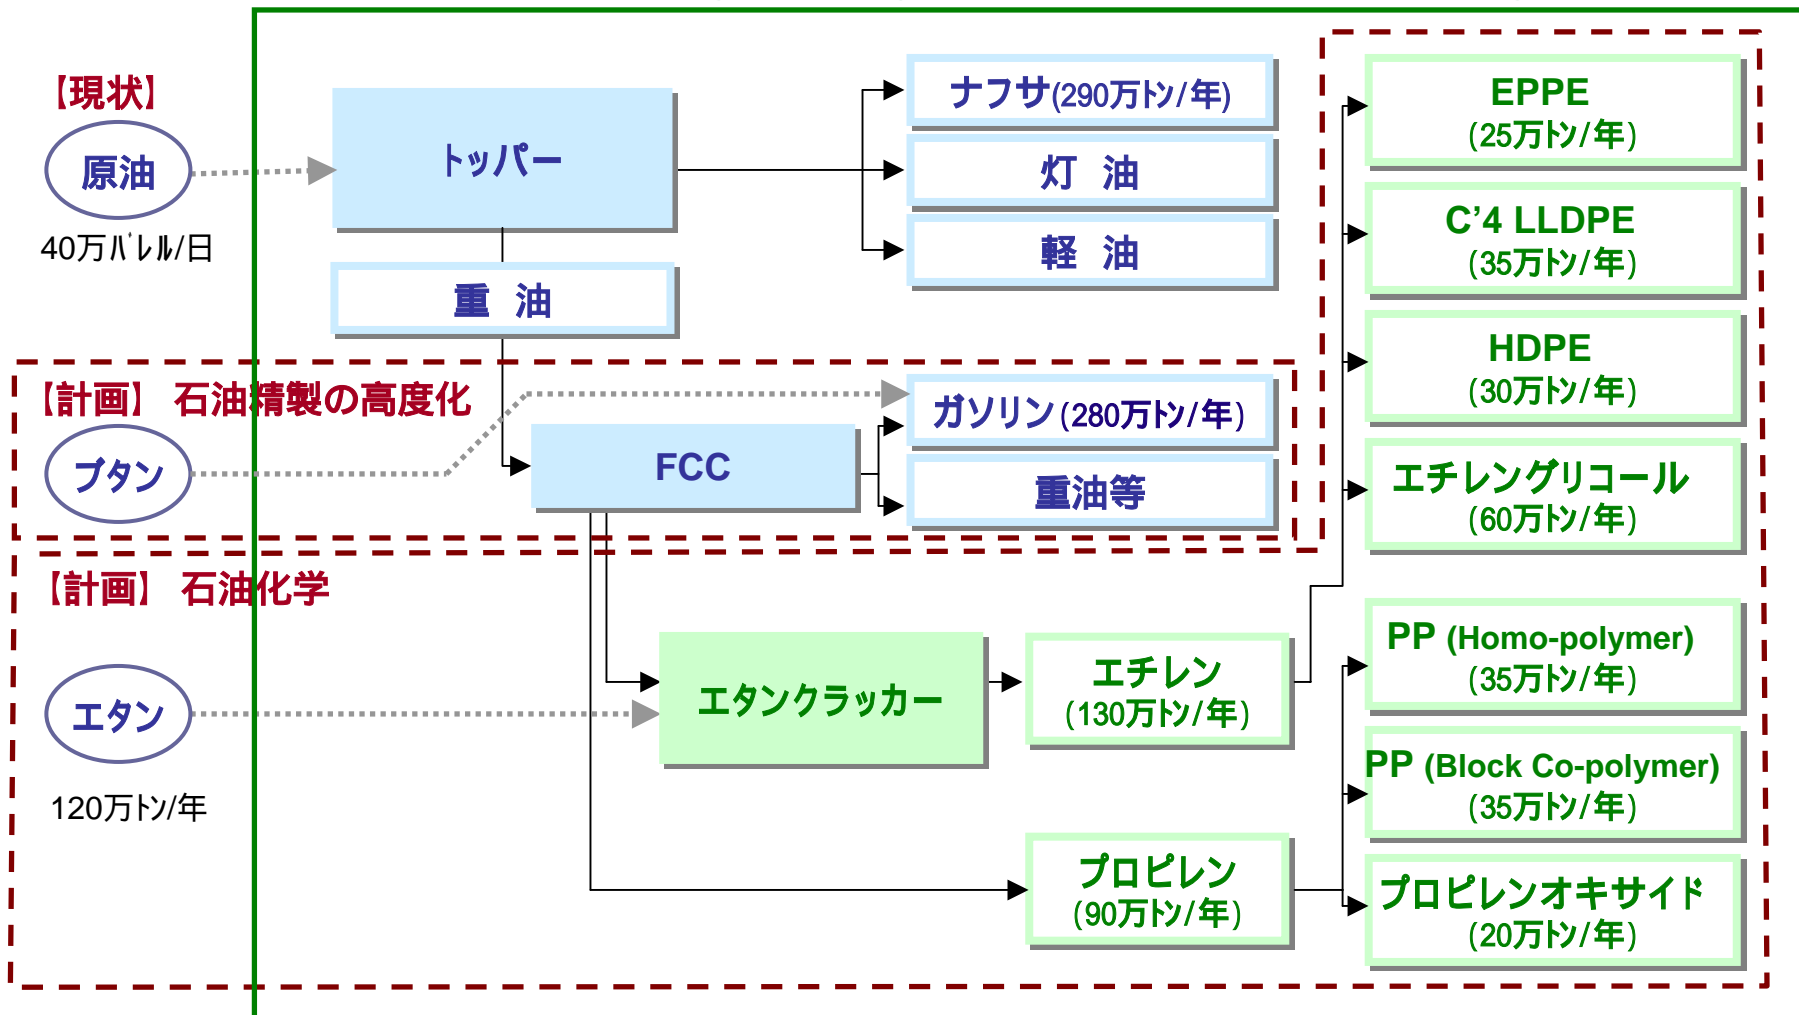 【現状】
原油
40万バレル/日
トッパー
重 油
ナフサ(290万トン/年)
灯 油
軽 油
【計画】 石油精製の高度化
ブタン
FCC
ガソリン(280万トン/年)
重油等
【計画】 石油化学
エタン
120万トン/年
エタンクラッカー
エチレン
(130万トン/年)
プロピレン
(90万トン/年)
EPPE
(25万トン/年)
C’4 LLDPE
(35万トン/年)
HDPE
(30万トン/年)
エチレングリコール
(60万トン/年)
PP (Homo-polymer)
(35万トン/年)
PP (Block Co-polymer)
(35万トン/年)
プロピレンオキサイド
(20万トン/年)